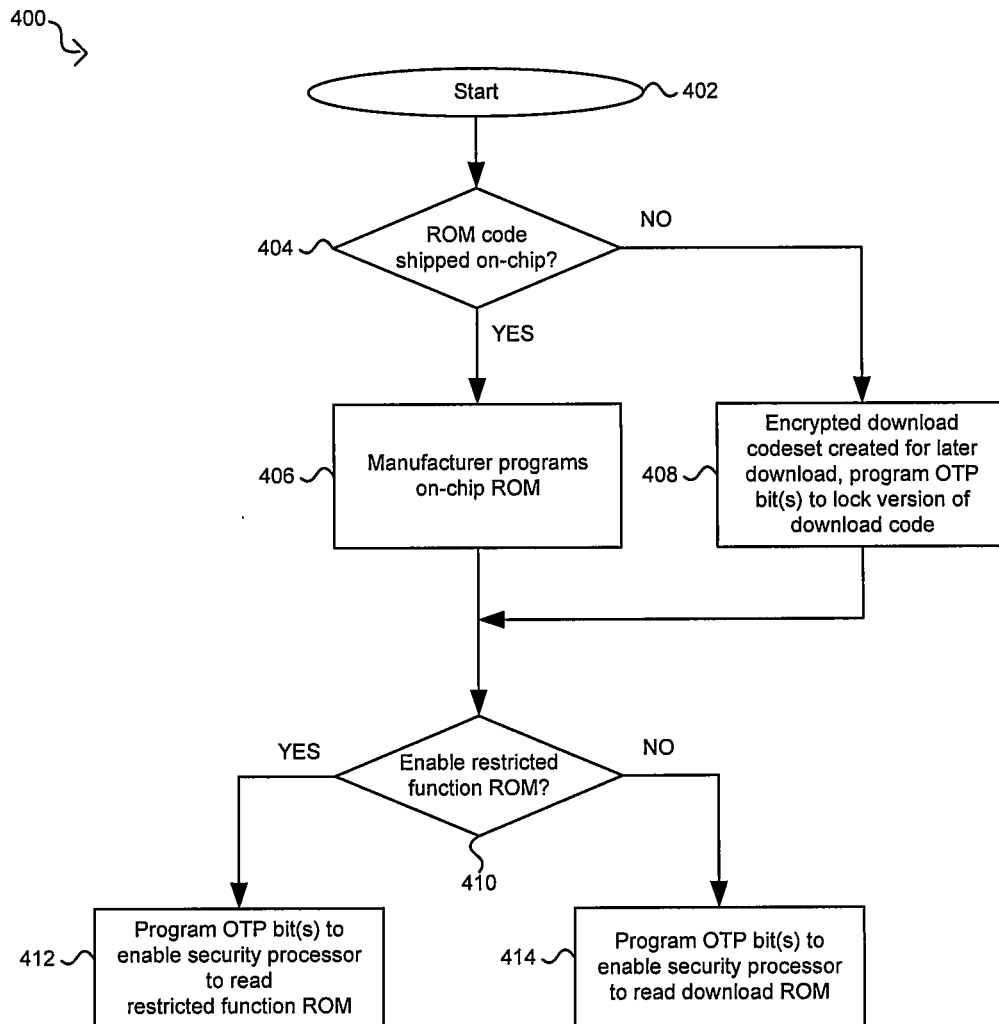 400
Start
402
404
ROM code
shipped on-chip?
NO
YES
406
Manufacturer programs
on-chip ROM
408
Encrypted download
codeset created for later
download, program OTP
bit(s) to lock version of
download code
YES
Enable restricted
function ROM?
NO
410
412
Program OTP bit(s) to
enable security processor
to read
restricted function ROM
414
Program OTP bit(s) to
enable security processor
to read download ROM